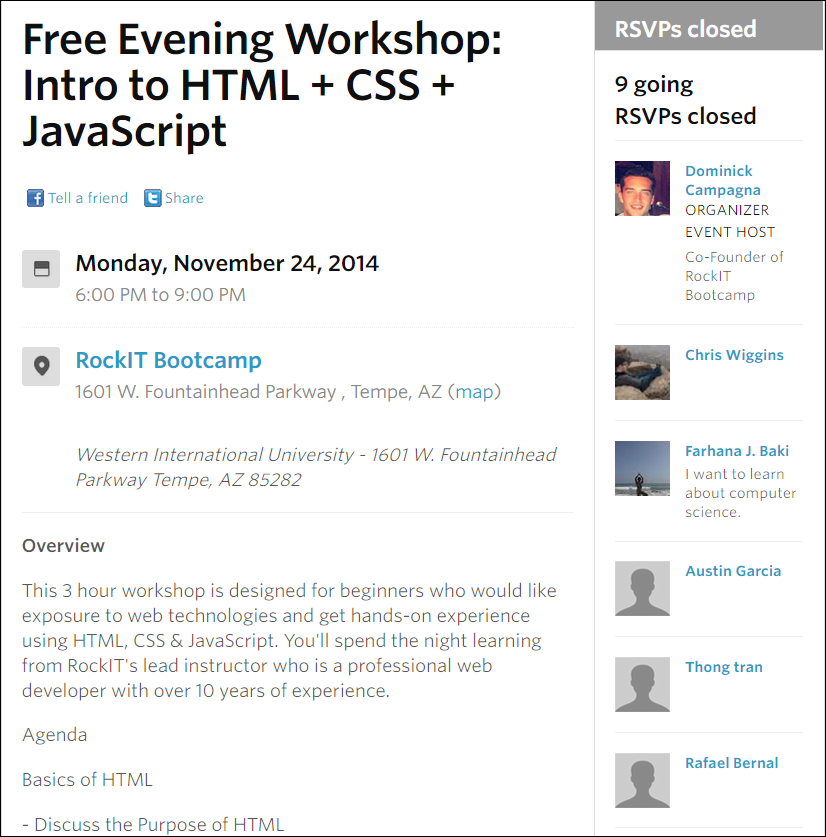 Free Evening Workshop:
Intro to HTML + CSS +
JavaScript
Tell a friend
Share
Monday, November 24, 2014
6:00 PM to 9:00 PM
RockIT Bootcamp
1601 W. Fountainhead Parkway , Tempe, AZ (map)
Western International University - 1601 W. Fountainhead
Parkway Tempe, AZ 85282
Overview
This 3 hour workshop is designed for beginners who would like
exposure to web technologies and get hands-on experience
using HTML, CSS & JavaScript. You'll spend the night learning
from RockIT's lead instructor who is a professional web
developer with over 10 years of experience.
Agenda
Basics of HTML
- Discuss the Purpose of HTML
RSVPs closed
9 going
RSVPs closed
Dominick
Campagna
ORGANIZER
EVENT HOST
Co-Founder of
RockIT
Bootcamp
Chris Wiggins
Farhana J. Baki
I want to learn
about computer
science.
Austin Garcia
Thong tran
Rafael Bernal